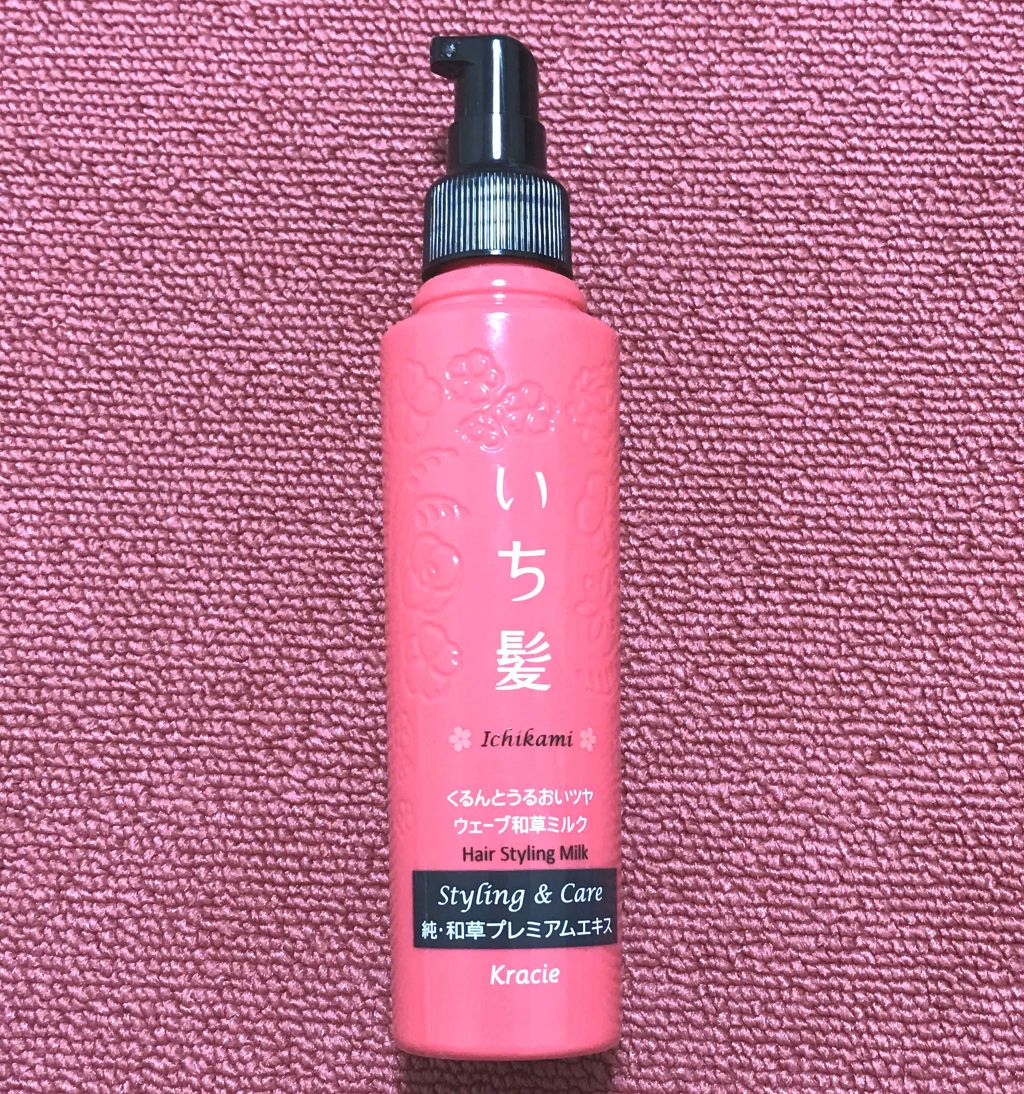 いち髪
Ichikami
くるんとうるおいツヤ
ウェーブ和草ミルク
Hair Styling Milk
Styling & Care
純・和草プレミアムエキス
Kracie